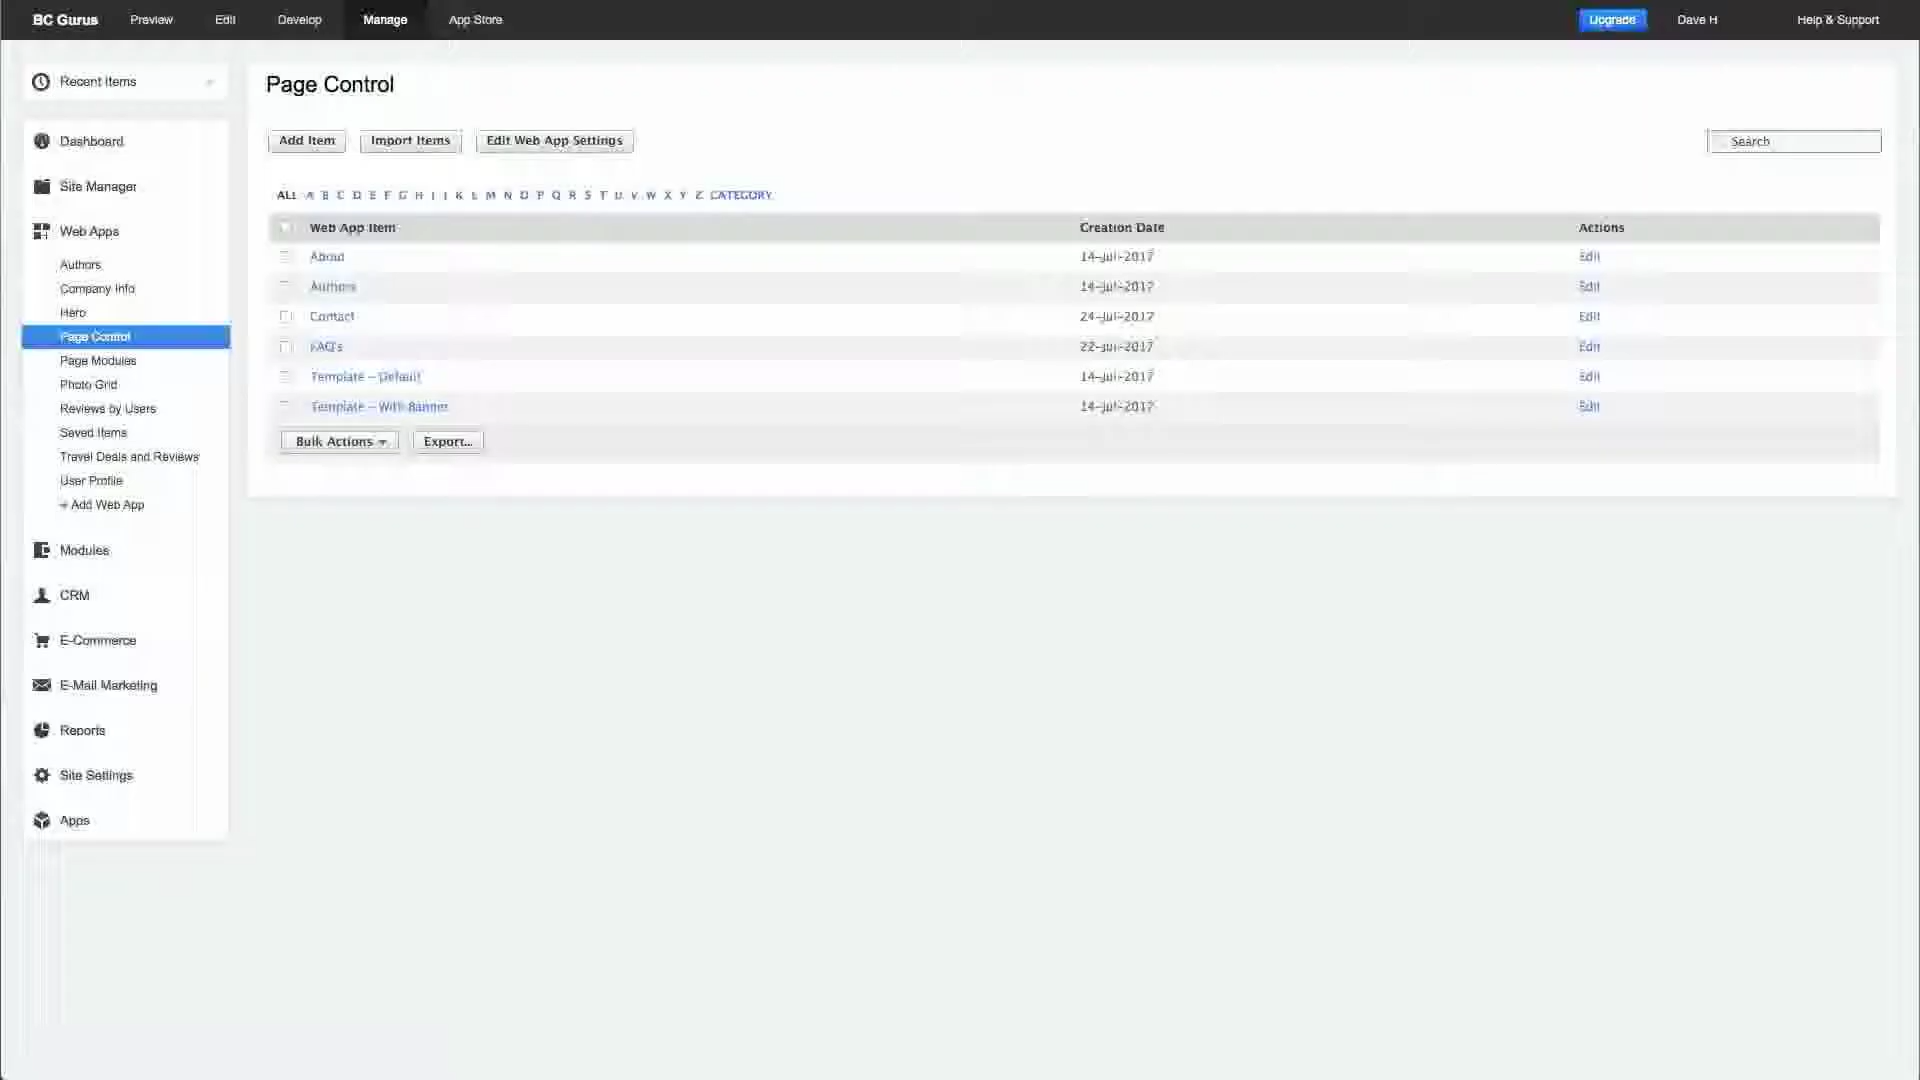 BC Gurus Preview Edit Develop Manage App Store Upgrade Dave H Help & Support
Recent Items
Dashboard
Site Manager
Web Apps
Authors
Company Info
Hero
Page Control
Page Modules
Photo Grid
Reviews by Users
Saved Items
Travel Deals and Reviews
User Profile
+ Add Web App
Modules
CRM
E-Commerce
E-Mail Marketing
Reports
Site Settings
Apps
Page Control
Add Item Import Items Edit Web App Settings Search
ALL A B C D E F G H I J K L M N O P Q R S T U V W X Y Z CATEGORY
Web App Item Creation Date Actions
About 14-Jul-2017 Edit
Authors 14-Jul-2017 Edit
Contact 24-Jul-2017 Edit
FAQ's 22-Jul-2017 Edit
Template - Default 14-Jul-2017 Edit
Template - With Banner 14-Jul-2017 Edit
Bulk Actions Export...